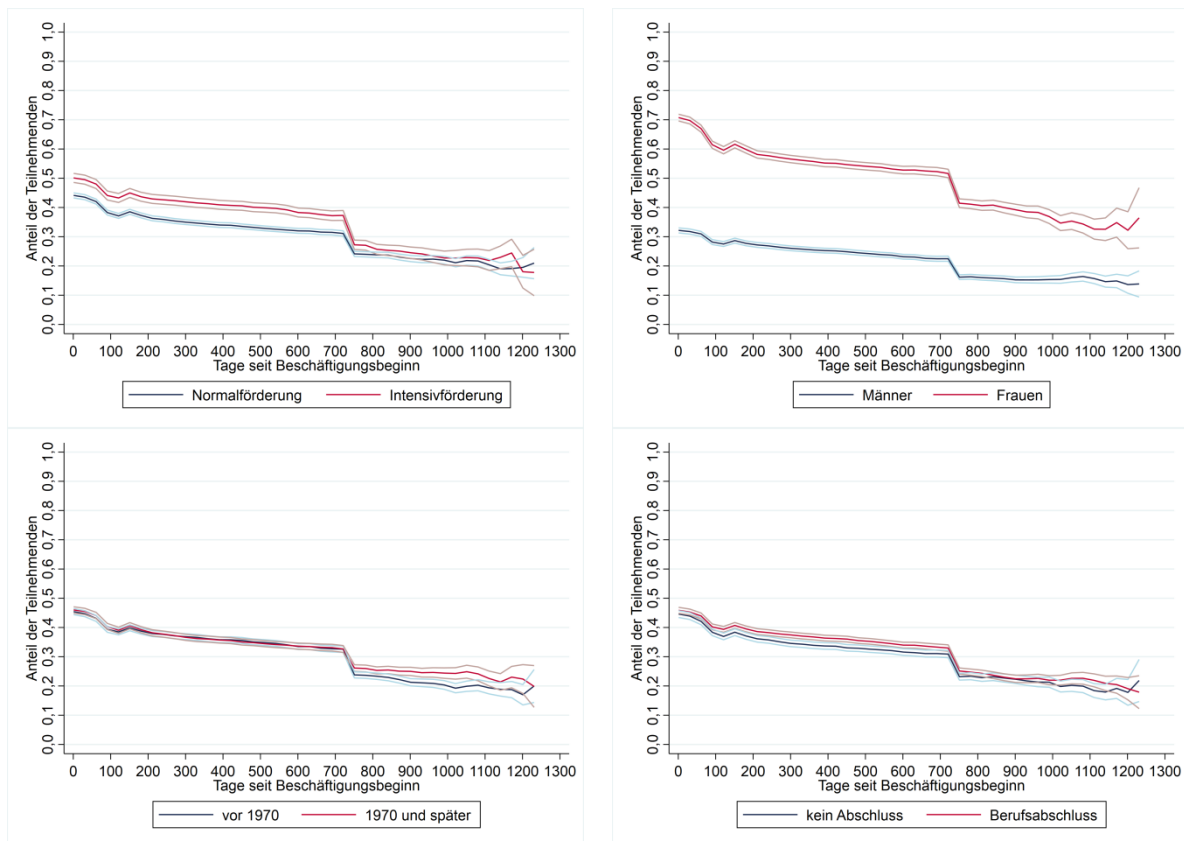 Anteil der Teilnehmenden
1,0
0,9
0,8
0,7
0,6
0,5
0,4
0,3
0,2
0,1
0,0
0 100 200 300 400 500 600 700 800 900 1000 1100 1200 1300
Tage seit Beschäftigungsbeginn
Normalförderung Intensivförderung
Anteil der Teilnehmenden
1,0
0,9
0,8
0,7
0,6
0,5
0,4
0,3
0,2
0,1
0,0
0 100 200 300 400 500 600 700 800 900 1000 1100 1200 1300
Tage seit Beschäftigungsbeginn
Männer Frauen
Anteil der Teilnehmenden
1,0
0,9
0,8
0,7
0,6
0,5
0,4
0,3
0,2
0,1
0,0
0 100 200 300 400 500 600 700 800 900 1000 1100 1200 1300
Tage seit Beschäftigungsbeginn
vor 1970 1970 und später
Anteil der Teilnehmenden
1,0
0,9
0,8
0,7
0,6
0,5
0,4
0,3
0,2
0,1
0,0
0 100 200 300 400 500 600 700 800 900 1000 1100 1200 1300
Tage seit Beschäftigungsbeginn
kein Abschluss Berufsabschluss